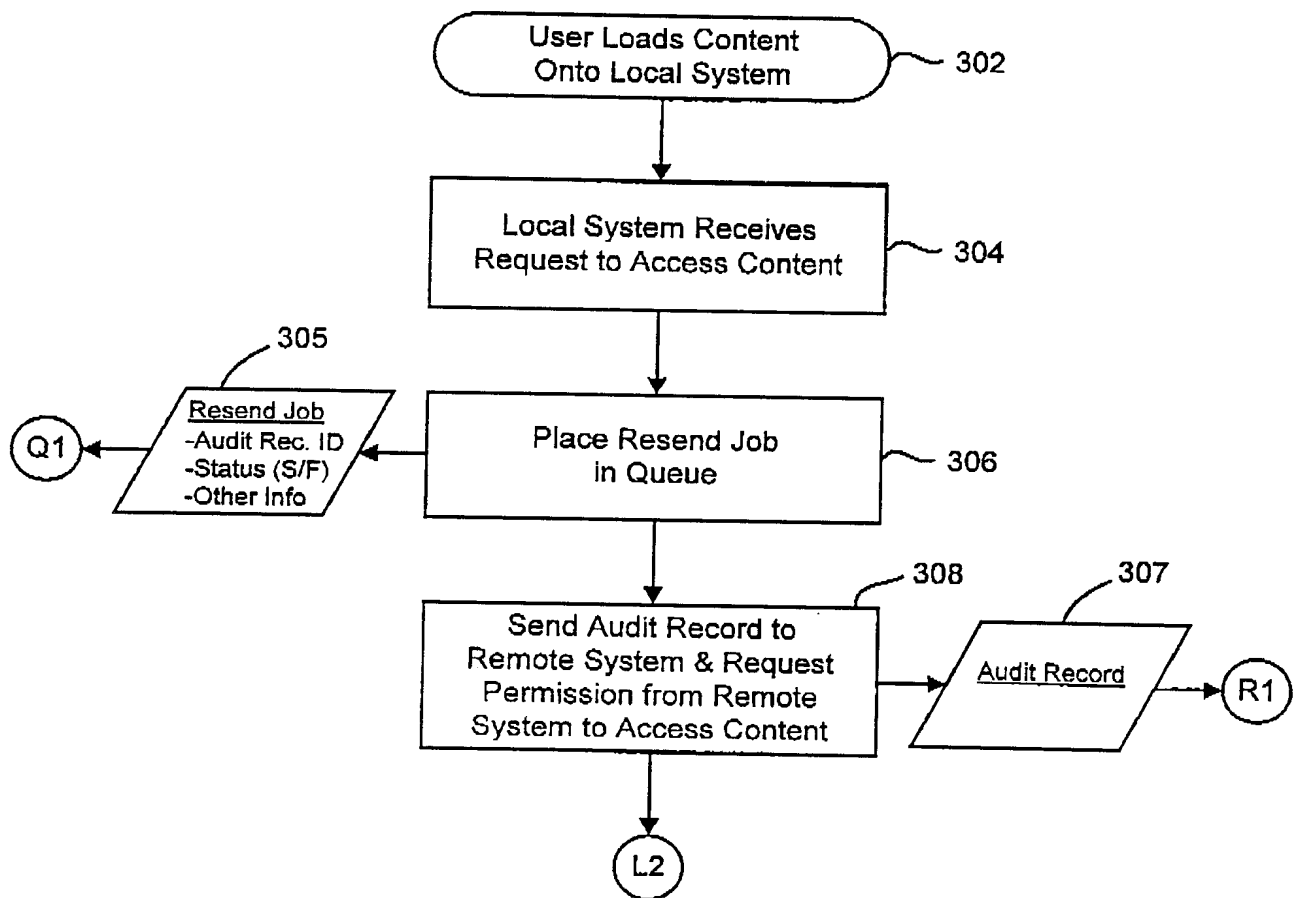 User Loads Content
Onto Local System
302
Local System Receives
Request to Access Content
304
305
Resend Job
-Audit Rec. ID
-Status (S/F)
-Other Info
Q1
Place Resend Job
in Queue
306
308
307
Send Audit Record to
Remote System & Request
Permission from Remote
System to Access Content
Audit Record
R1
L2